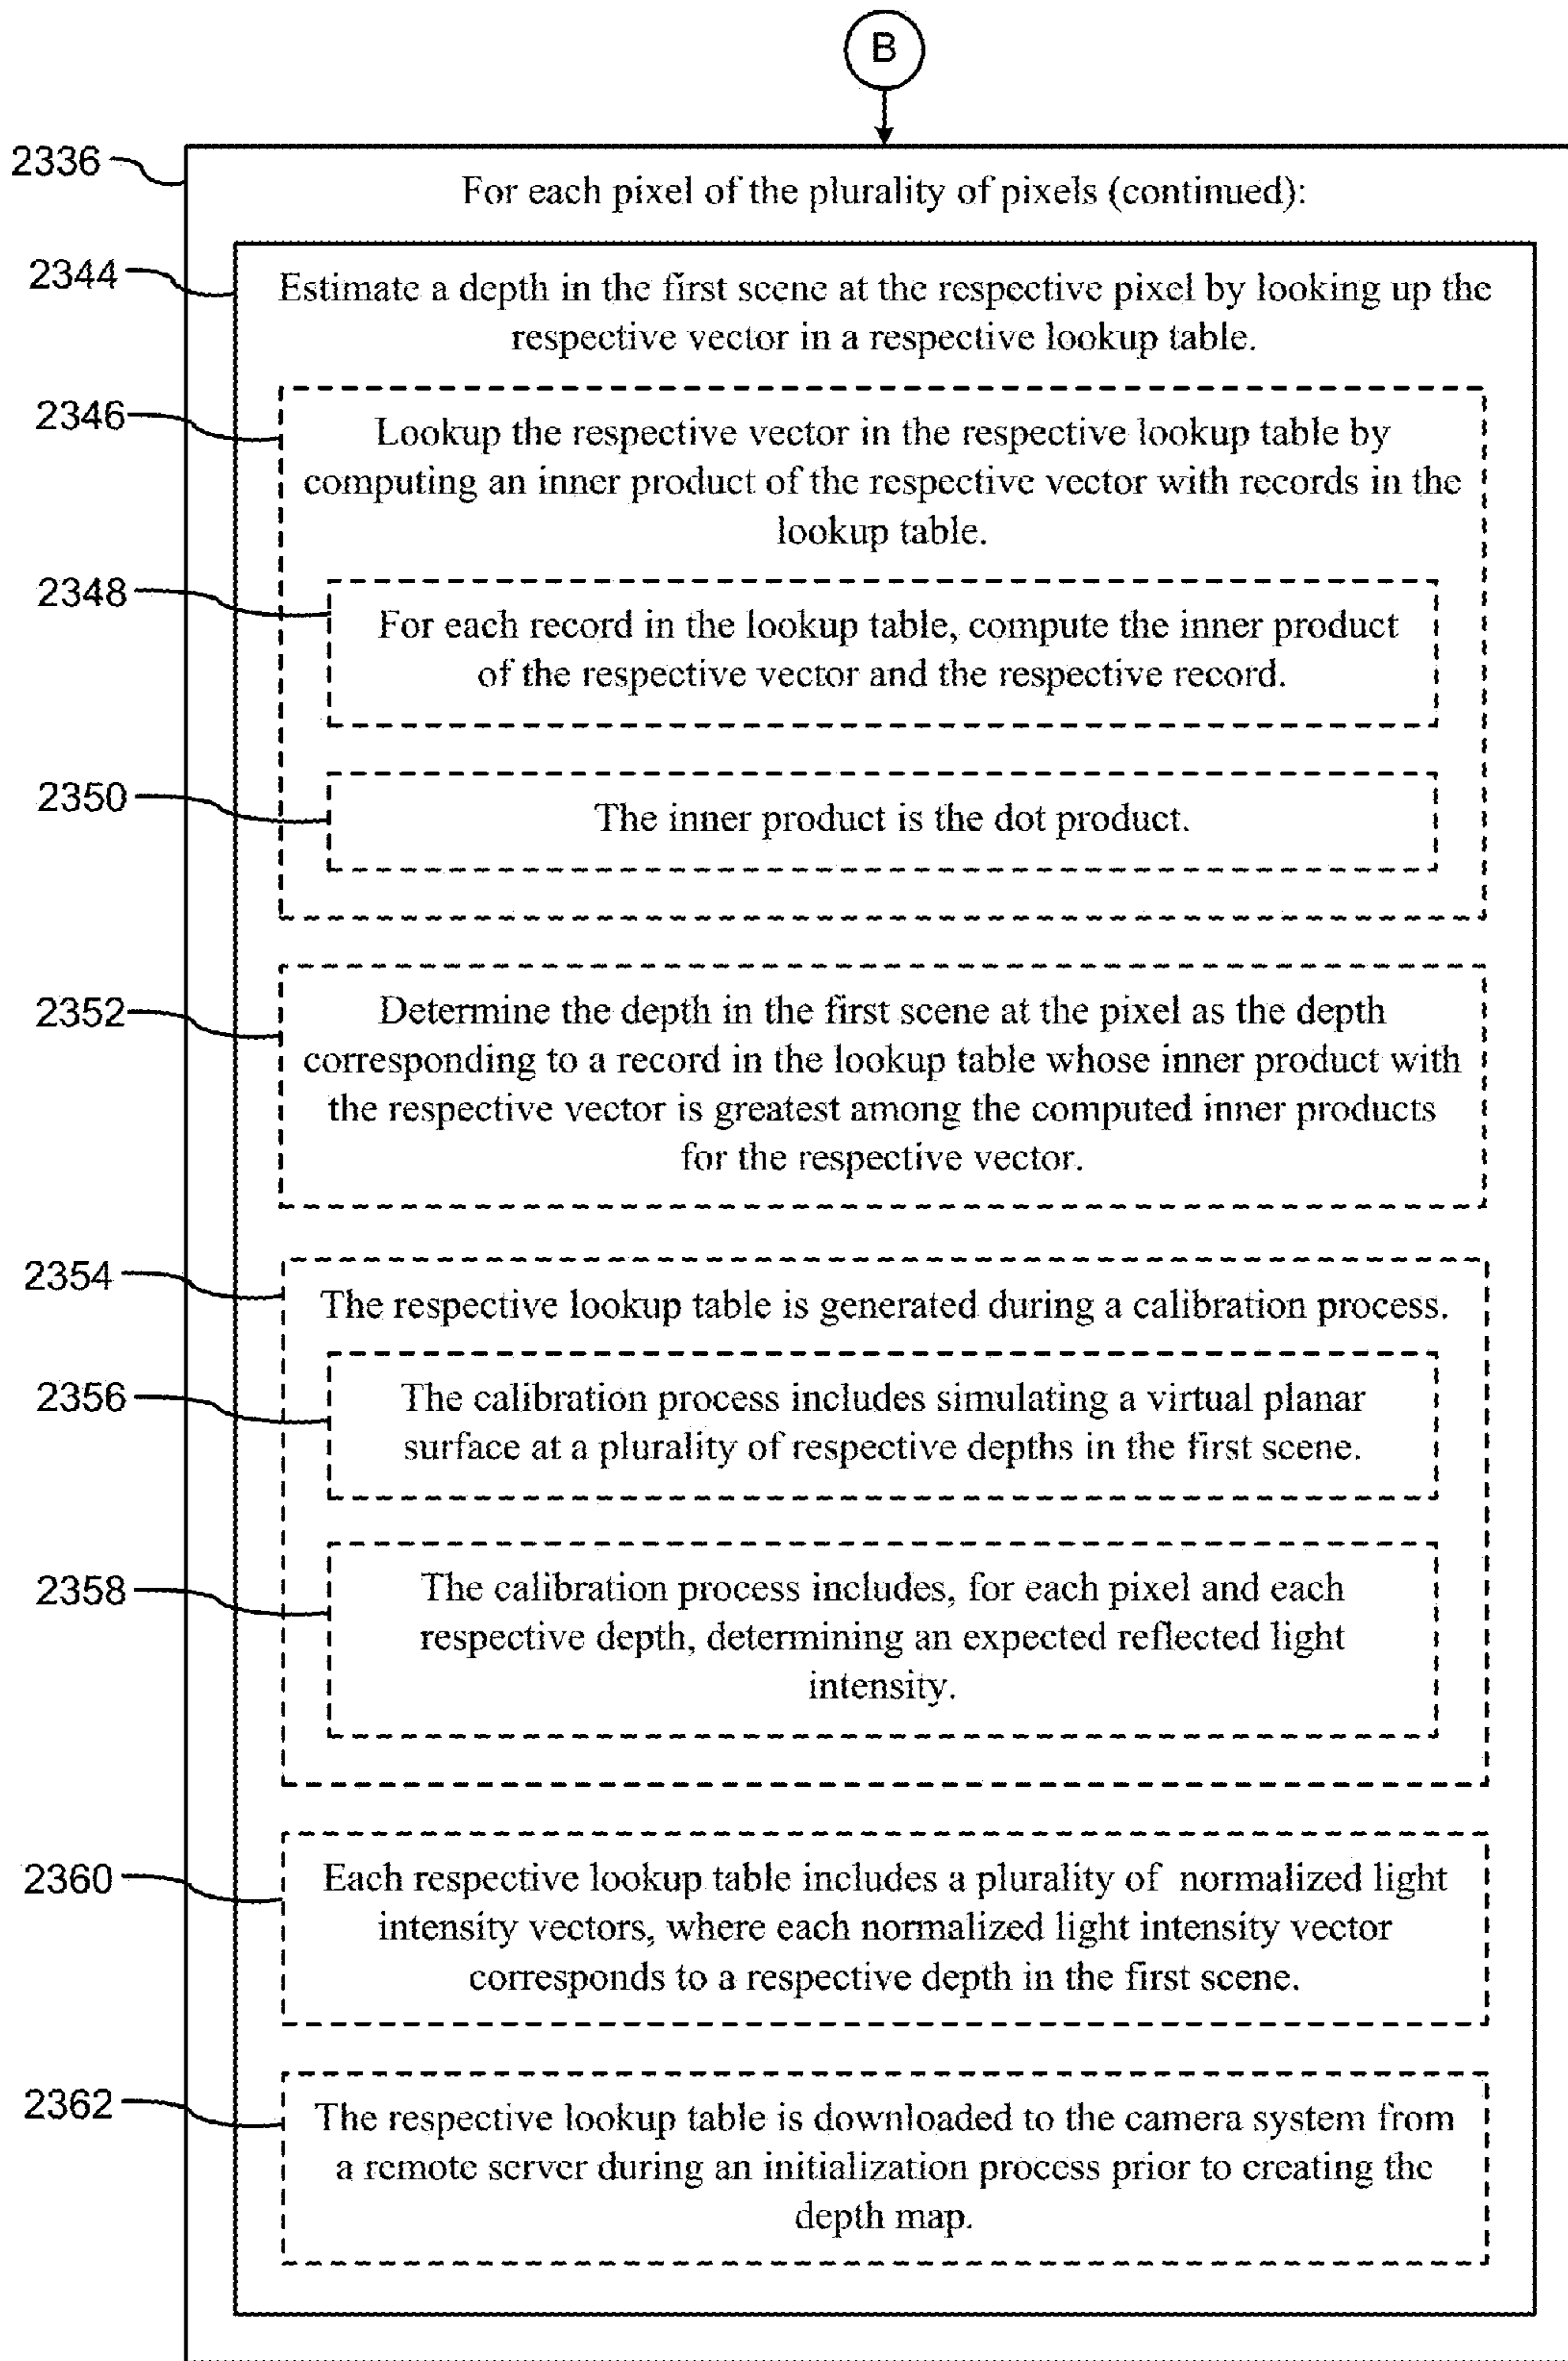 B
2336
For each pixel of the plurality of pixels (continued):
2344
Estimate a depth in the first scene at the respective pixel by looking up the
respective vector in a respective lookup table.
2346
Lookup the respective vector in the respective lookup table by
computing an inner product of the respective vector with records in the
lookup table.
2348
For each record in the lookup table, compute the inner product
of the respective vector and the respective record.
2350
The inner product is the dot product.
2352
Determine the depth in the first scene at the pixel as the depth
corresponding to a record in the lookup table whose inner product with
the respective vector is greatest among the computed inner products
for the respective vector.
2354
The respective lookup table is generated during a calibration process.
2356
The calibration process includes simulating a virtual planar
surface at a plurality of respective depths in the first scene.
2358
The calibration process includes, for each pixel and each
respective depth, determining an expected reflected light
intensity.
2360
Each respective lookup table includes a plurality of normalized light
intensity vectors, where each normalized light intensity vector
corresponds to a respective depth in the first scene.
2362
The respective lookup table is downloaded to the camera system from
a remote server during an initialization process prior to creating the
depth map.